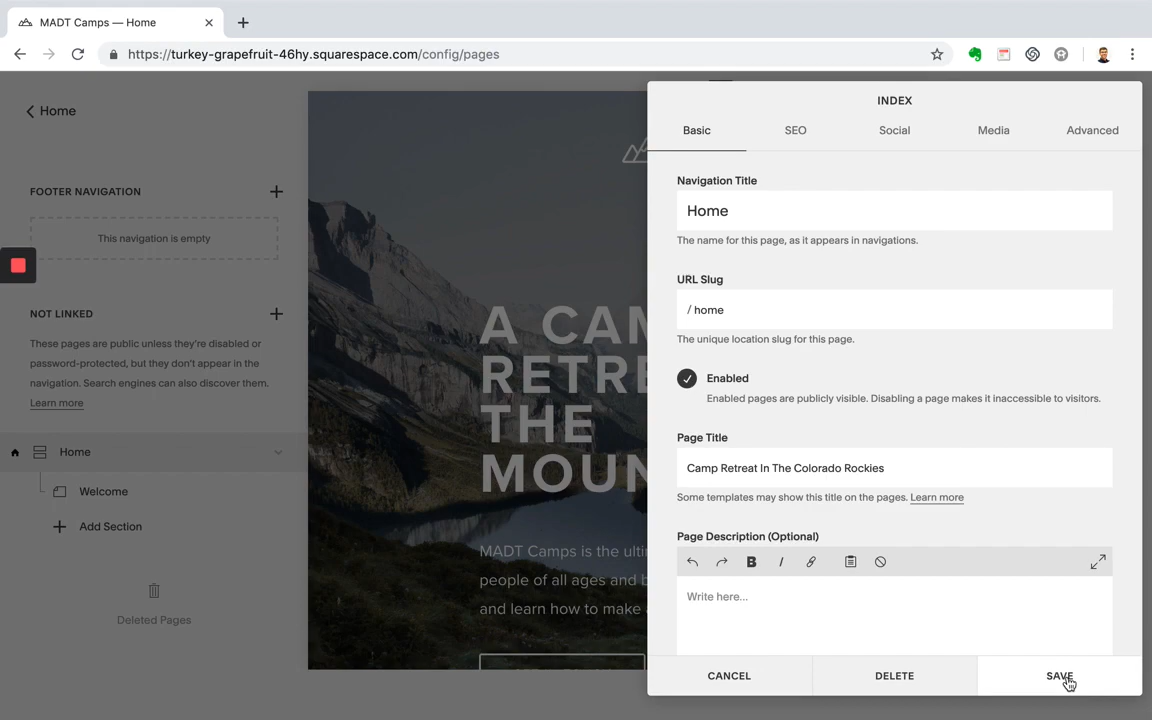 MADT Camps — Home
https://turkey-grapefruit-46hy.squarespace.com/config/pages
Home
FOOTER NAVIGATION
This navigation is empty
NOT LINKED
These pages are public unless they're disabled or
password-protected, but they don't appear in the
navigation. Search engines can also discover them.
Learn more
Home
Welcome
Add Section
Deleted Pages
A CAM
RETRE
THE
MOUN
MADT Camps is the ulti
people of all ages and b
and learn how to make a
INDEX
Basic SEO Social Media Advanced
Navigation Title
Home
The name for this page, as it appears in navigations.
URL Slug
/ home
The unique location slug for this page.
Enabled
Enabled pages are publicly visible. Disabling a page makes it inaccessible to visitors.
Page Title
Camp Retreat In The Colorado Rockies
Some templates may show this title on the pages. Learn more
Page Description (Optional)
B I
Write here...
CANCEL DELETE SAVE